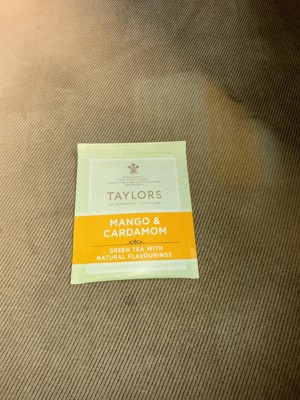 TAYLORS
MANGO &
CARDAMOM
GREEN TEA WITH
NATURAL FLAVOURINGS